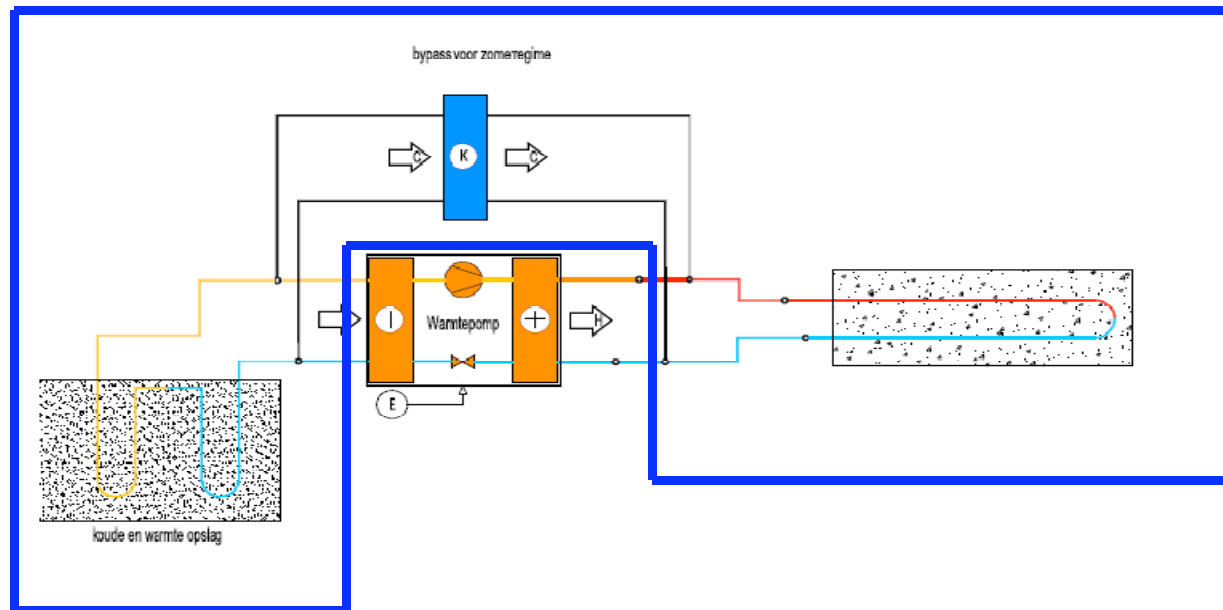 bypass voor zomerregime
C
K
C
Warmtepomp
H
E
koude en warmte opslag